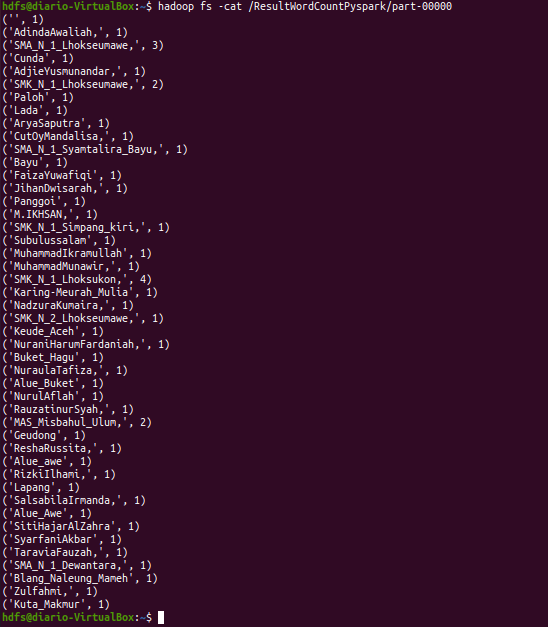 hdfs@diario-VirtualBox:~$ hadoop fs -cat /ResultWordCountPyspark/part-00000
('', 1)
('AdindaAwaliah,', 1)
('SMA_N_1_Lhokseumawe,', 3)
('Cunda', 1)
('AdjieYusmunandar,', 1)
('SMK_N_1_Lhokseumawe,', 2)
('Paloh', 1)
('Lada', 1)
('AryaSaputra', 1)
('CutOyMandalisa,', 1)
('SMA_N_1_Syamtalira_Bayu,', 1)
('Bayu', 1)
('FaizaYuwafiqi', 1)
('JihanDwisarah,', 1)
('Panggoi', 1)
('M.IKHSAN,', 1)
('SMK_N_1_Simpang_kiri,', 1)
('Subulussalam', 1)
('MuhammadIkramullah', 1)
('MuhammadMunawir,', 1)
('SMK_N_1_Lhoksukon,', 4)
('Karing-Meurah_Mulia', 1)
('NadzuraKumaira,', 1)
('SMK_N_2_Lhokseumawe,', 1)
('Keude_Aceh', 1)
('NuraniHarumFardaniah,', 1)
('Buket_Hagu', 1)
('NuraulaTafiza,', 1)
('Alue_Buket', 1)
('NurulAflah', 1)
('RauzatinurSyah,', 1)
('MAS_Misbahul_Ulum,', 2)
('Geudong', 1)
('ReshaRussita,', 1)
('Alue_awe', 1)
('RizkiIlhami,', 1)
('Lapang', 1)
('SalsabilaIrmanda,', 1)
('Alue_Awe', 1)
('SitiHajarAlZahra', 1)
('SyarfaniAkbar', 1)
('TaraviaFauzah,', 1)
('SMA_N_1_Dewantara,', 1)
('Blang_Naleung_Mameh', 1)
('Zulfahmi,', 1)
('Kuta_Makmur', 1)
hdfs@diario-VirtualBox:~$